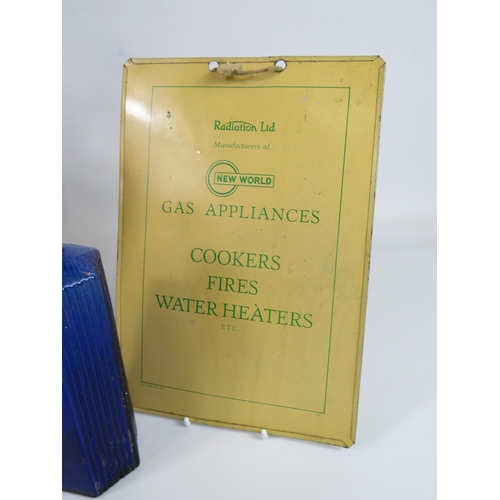 Radiation Ltd
Manufacturers of
NEW WORLD
GAS APPLIANCES
COOKERS
FIRES
WATER HEATERS
ETC.